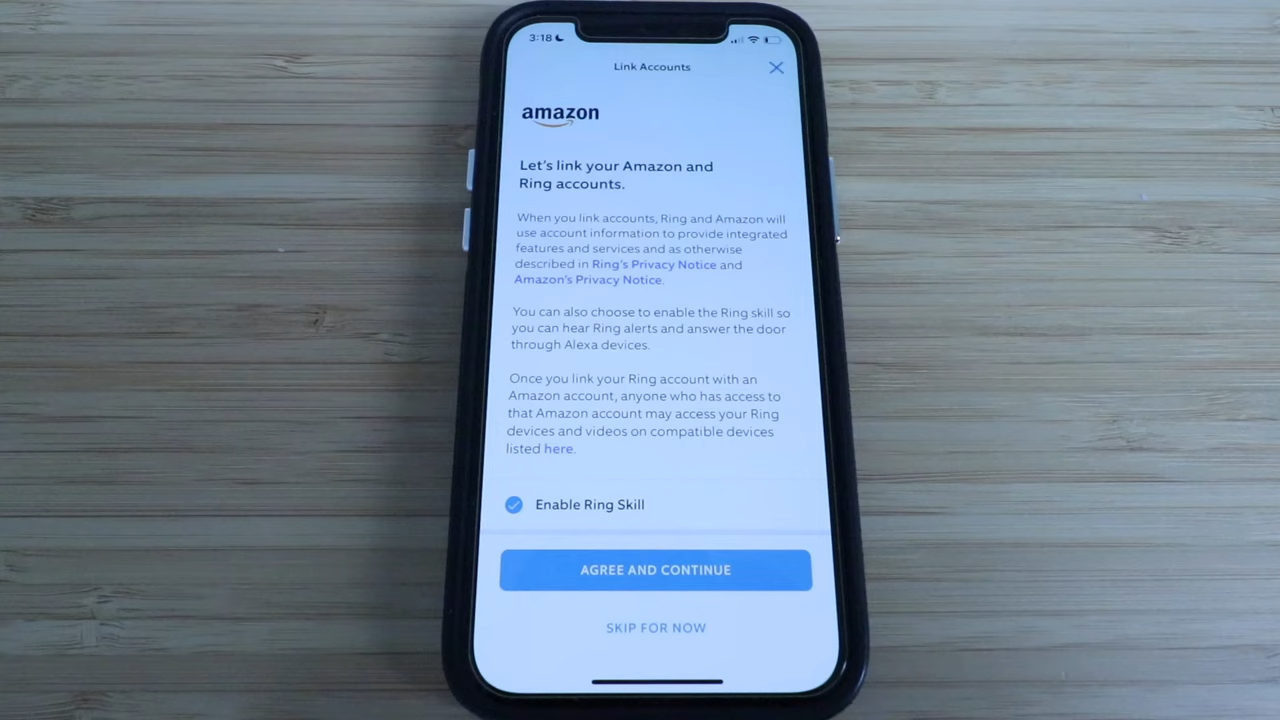 3:18
Link Accounts
amazon
Let's link your Amazon and
Ring accounts.
When you link accounts, Ring and Amazon will
use account information to provide integrated
features and services and as otherwise
described in Ring's Privacy Notice and
Amazon's Privacy Notice.
You can also choose to enable the Ring skill so
you can hear Ring alerts and answer the door
through Alexa devices.
Once you link your Ring account with an
Amazon account, anyone who has access to
that Amazon account may access your Ring
devices and videos on compatible devices
listed here.
Enable Ring Skill
AGREE AND CONTINUE
SKIP FOR NOW